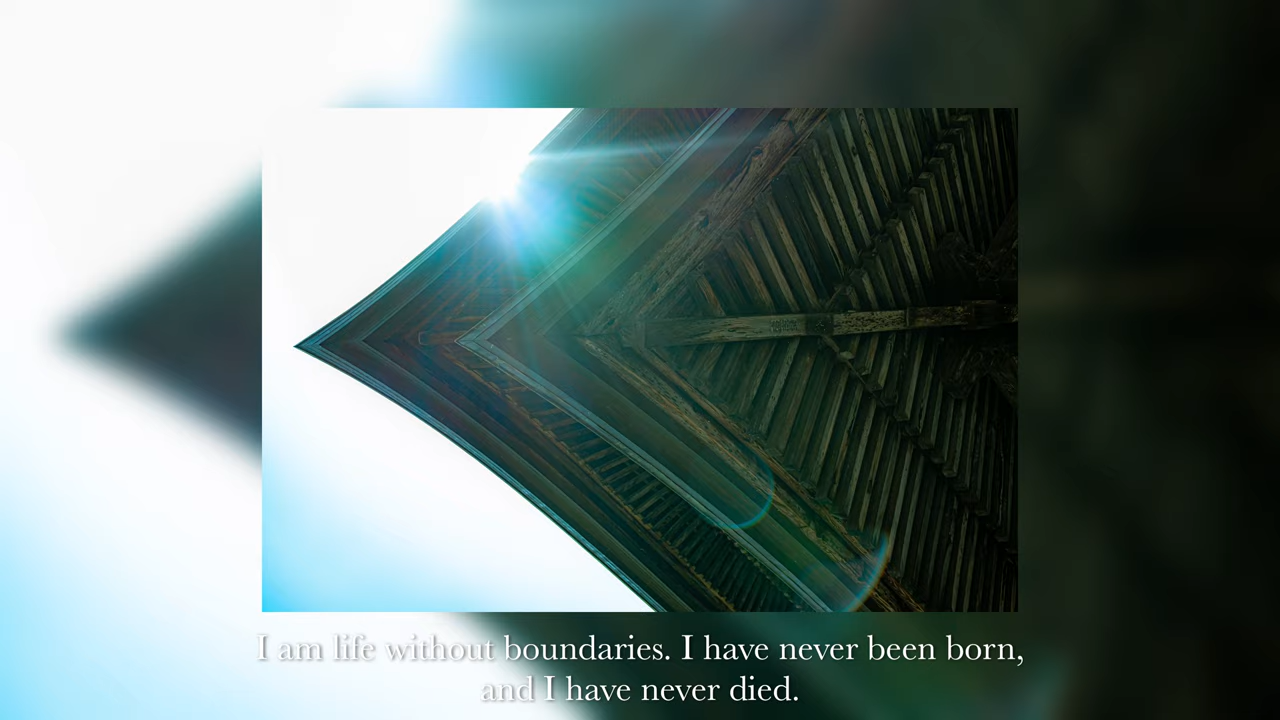 I am life without boundaries. I have never been born,
and I have never died.